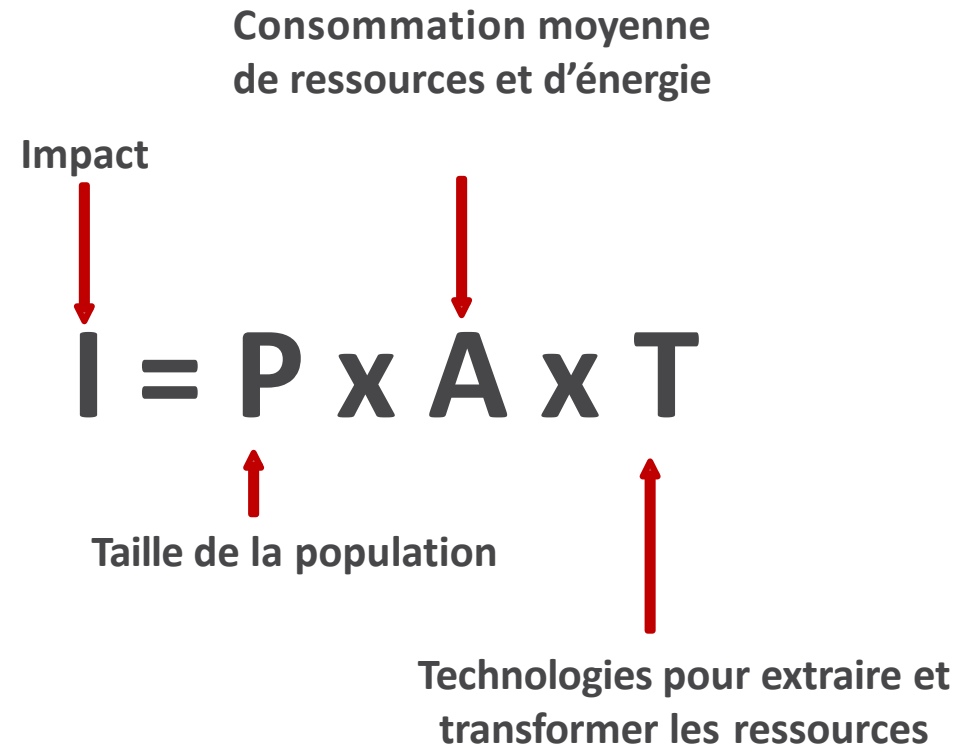 Consommation moyenne
de ressources et d’énergie
Impact
I = P x A x T
Taille de la population
Technologies pour extraire et
transformer les ressources